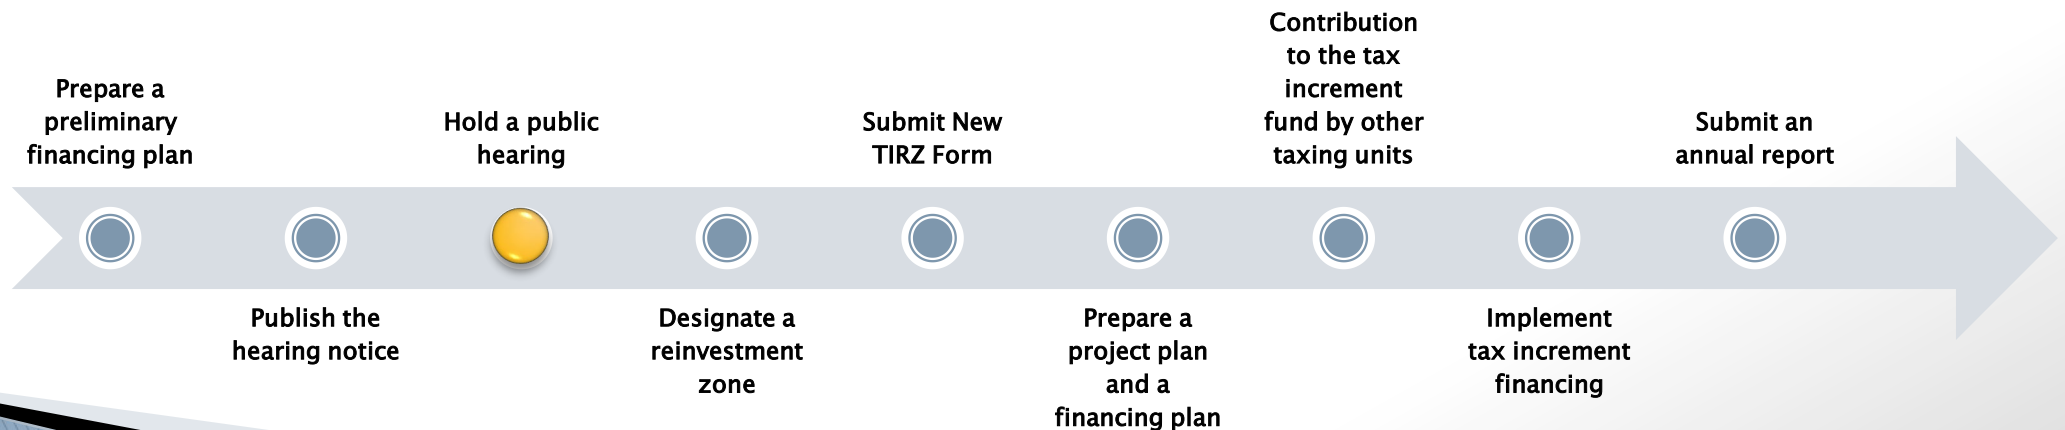 Prepare a
preliminary
financing plan
Publish the
hearing notice
Hold a public
hearing
Designate a
reinvestment
zone
Submit New
TIRZ Form
Prepare a
project plan
and a
financing plan
Contribution
to the tax
increment
fund by other
taxing units
Implement
tax increment
financing
Submit an
annual report